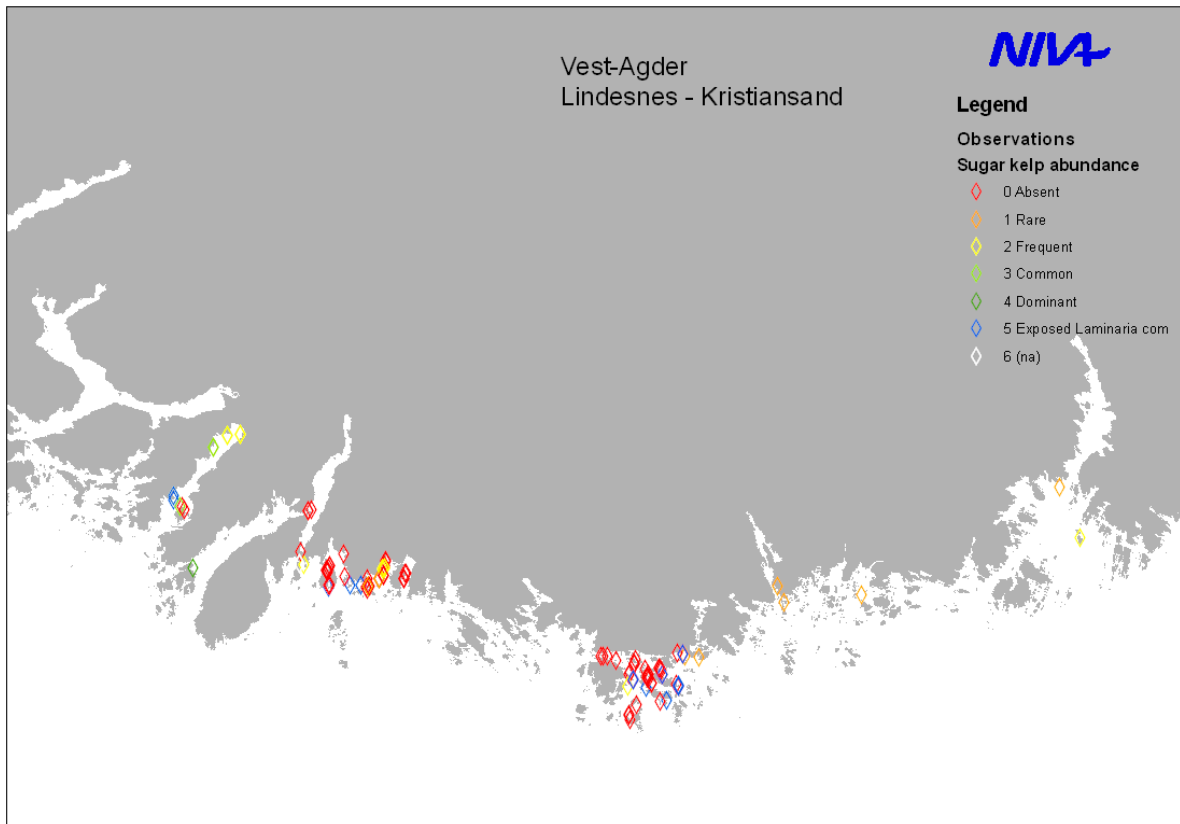 Vest-Agder
Lindesnes - Kristiansand
NIVA
Legend
Observations
Sugar kelp abundance
0 Absent
1 Rare
2 Frequent
3 Common
4 Dominant
5 Exposed Laminaria com
6 (na)